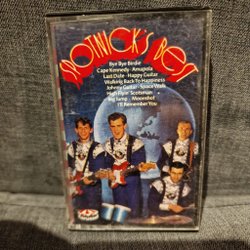 SPOTNICK'S BEST
Bye Bye Birdie
Cape Kennedy · Amapola
Last Date · Happy Guitar
Walking Back To Happiness
Johnny Guitar · Space Walk
High Flyin' Scotsman
Big Jump · Moonshot
I'll Remember You